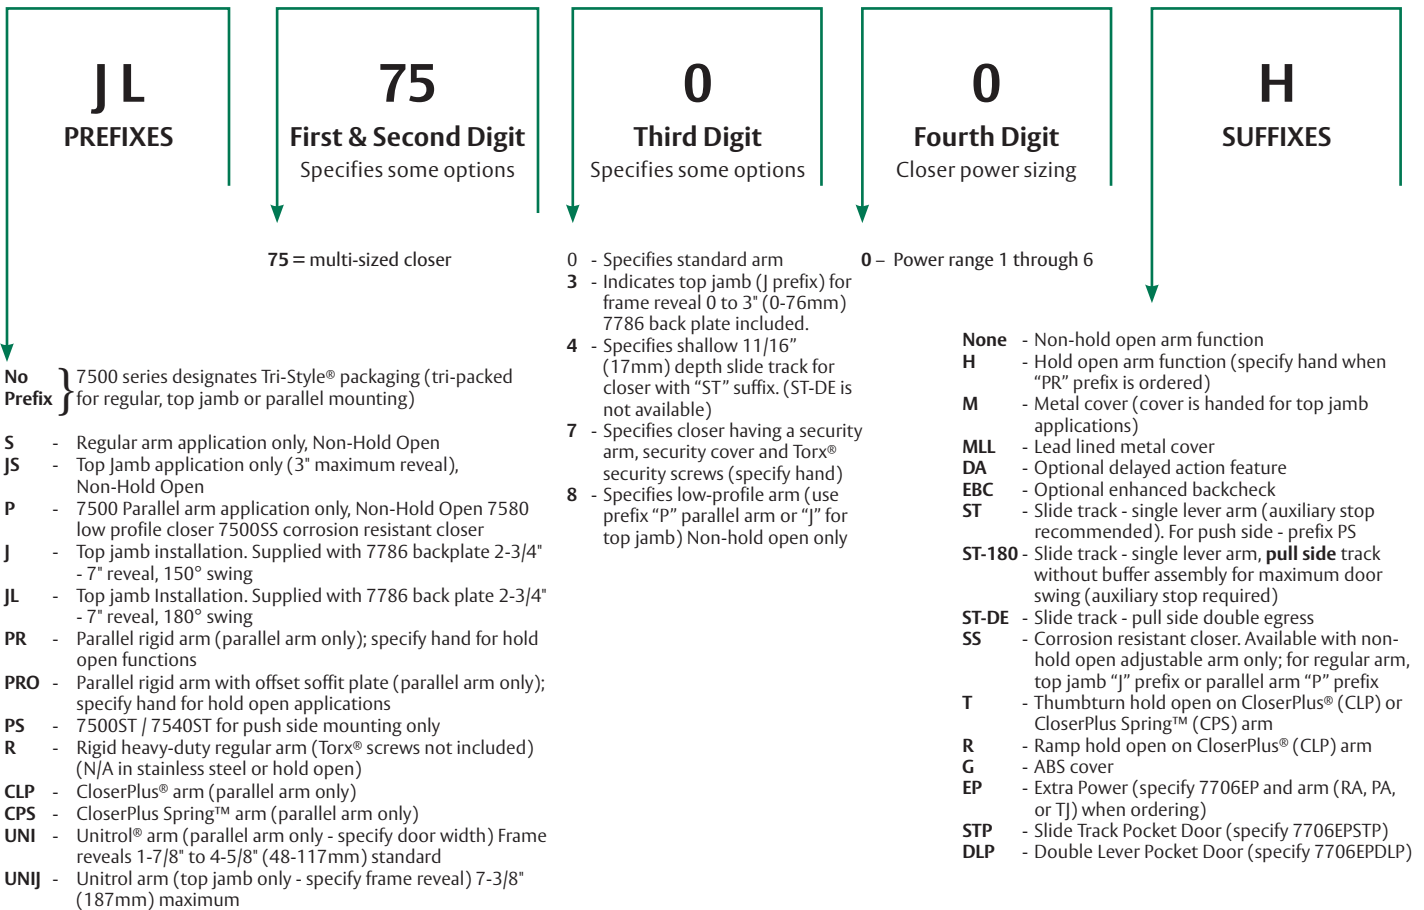 JL
PREFIXES
75
First & Second Digit
Specifies some options
0
Third Digit
Specifies some options
0
Fourth Digit
Closer power sizing
H
SUFFIXES
75 = multi-sized closer
0 - Specifies standard arm
3 - Indicates top jamb (J prefix) for
frame reveal 0 to 3" (0-76mm)
7786 back plate included.
4 - Specifies shallow 11/16”
(17mm) depth slide track for
closer with “ST” suffix. (ST-DE is
not available)
7 - Specifies closer having a security
arm, security cover and Torx®
security screws (specify hand)
8 - Specifies low-profile arm (use
prefix “P” parallel arm or “J” for
top jamb) Non-hold open only
0 – Power range 1 through 6
No
Prefix
} 7500 series designates Tri-Style® packaging (tri-packed
for regular, top jamb or parallel mounting)
S - Regular arm application only, Non-Hold Open
JS - Top Jamb application only (3" maximum reveal),
Non-Hold Open
P - 7500 Parallel arm application only, Non-Hold Open 7580
low profile closer 7500SS corrosion resistant closer
J - Top jamb installation. Supplied with 7786 backplate 2-3/4"
- 7" reveal, 150° swing
JL - Top jamb Installation. Supplied with 7786 back plate 2-3/4"
- 7" reveal, 180° swing
PR - Parallel rigid arm (parallel arm only); specify hand for hold
open functions
PRO - Parallel rigid arm with offset soffit plate (parallel arm only);
specify hand for hold open applications
PS - 7500ST / 7540ST for push side mounting only
R - Rigid heavy-duty regular arm (Torx® screws not included)
(N/A in stainless steel or hold open)
CLP - CloserPlus® arm (parallel arm only)
CPS - CloserPlus Spring™ arm (parallel arm only)
UNI - Unitrol® arm (parallel arm only - specify door width) Frame
reveals 1-7/8" to 4-5/8" (48-117mm) standard
UNIJ - Unitrol arm (top jamb only - specify frame reveal) 7-3/8"
(187mm) maximum
None - Non-hold open arm function
H - Hold open arm function (specify hand when
“PR” prefix is ordered)
M - Metal cover (cover is handed for top jamb
applications)
MLL - Lead lined metal cover
DA - Optional delayed action feature
EBC - Optional enhanced backcheck
ST - Slide track - single lever arm (auxiliary stop
recommended). For push side - prefix PS
ST-180 - Slide track - single lever arm, pull side track
without buffer assembly for maximum door
swing (auxiliary stop required)
ST-DE - Slide track - pull side double egress
SS - Corrosion resistant closer. Available with non-
hold open adjustable arm only; for regular arm,
top jamb “J” prefix or parallel arm “P” prefix
T - Thumbturn hold open on CloserPlus® (CLP) or
CloserPlus Spring™ (CPS) arm
R - Ramp hold open on CloserPlus® (CLP) arm
G - ABS cover
EP - Extra Power (specify 7706EP and arm (RA, PA,
or TJ) when ordering)
STP - Slide Track Pocket Door (specify 7706EPSTP)
DLP - Double Lever Pocket Door (specify 7706EPDLP)